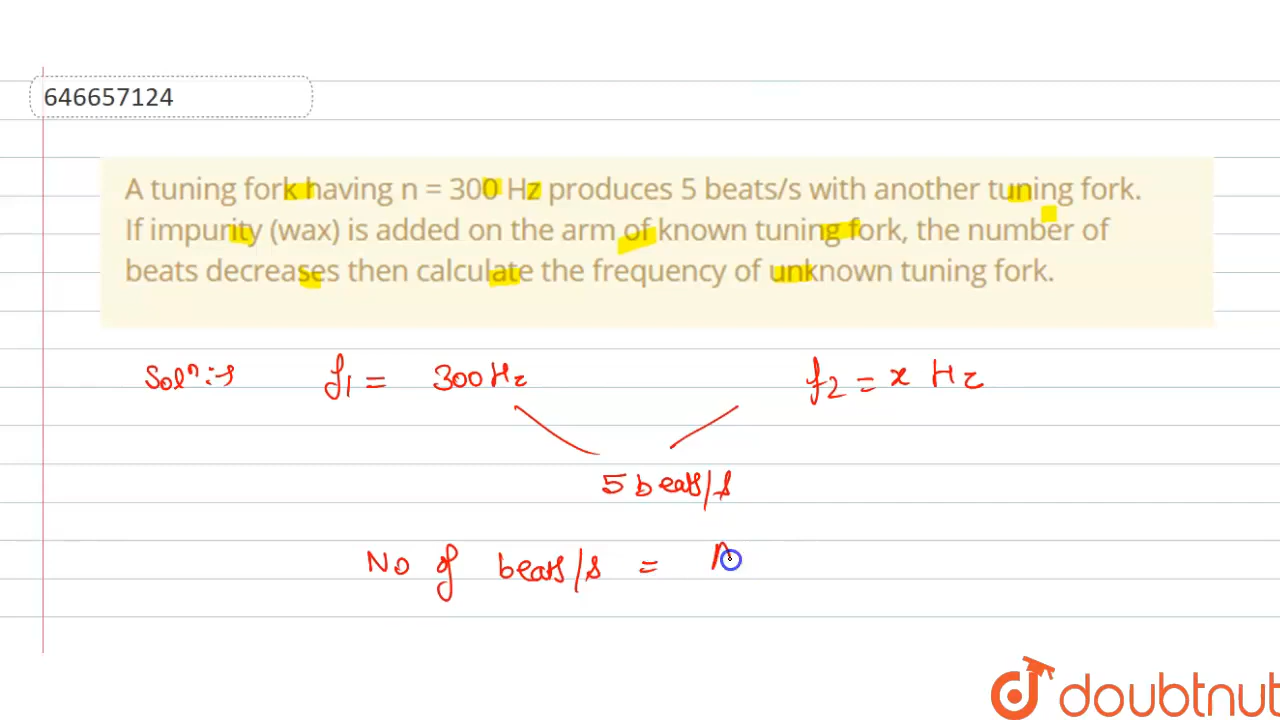 646657124
A tuning fork having n = 300 Hz produces 5 beats/s with another tuning fork.
If impurity (wax) is added on the arm of known tuning fork, the number of
beats decreases then calculate the frequency of unknown tuning fork.
Solⁿ:- f1 = 300 Hz f2 = x Hz
5 beats/s
No of beats/s =
doubtnut